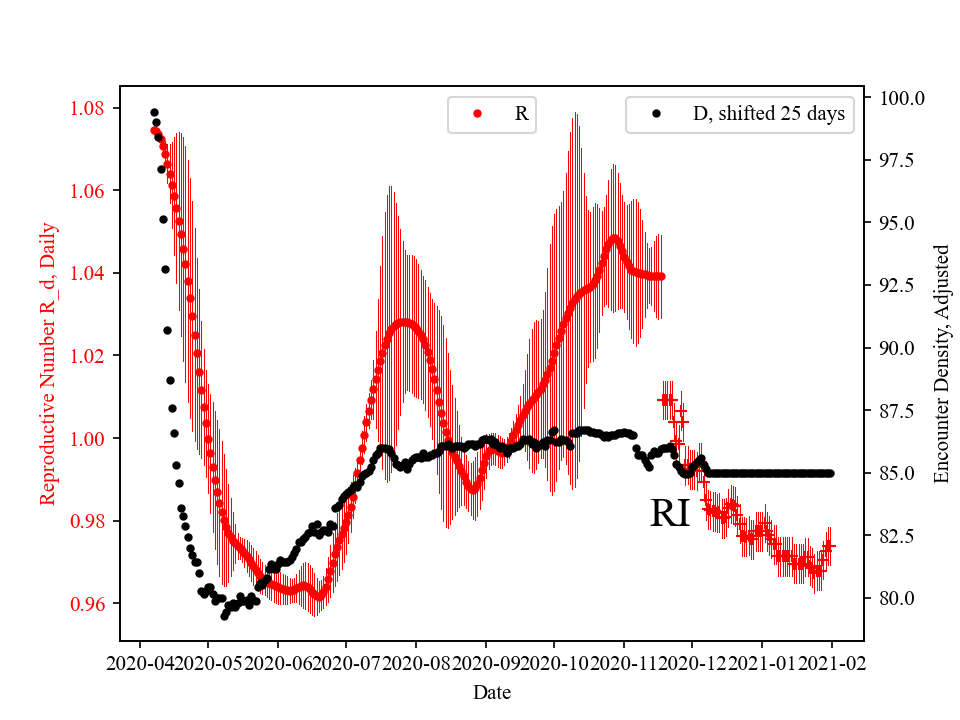 R
D, shifted 25 days
1.08
1.06
1.04
1.02
1.00
0.98
0.96
Reproductive Number R_d, Daily
100.0
97.5
95.0
92.5
90.0
87.5
85.0
82.5
80.0
Encounter Density, Adjusted
RI
2020-04 2020-05 2020-06 2020-07 2020-08 2020-09 2020-10 2020-11 2020-12 2021-01 2021-02
Date